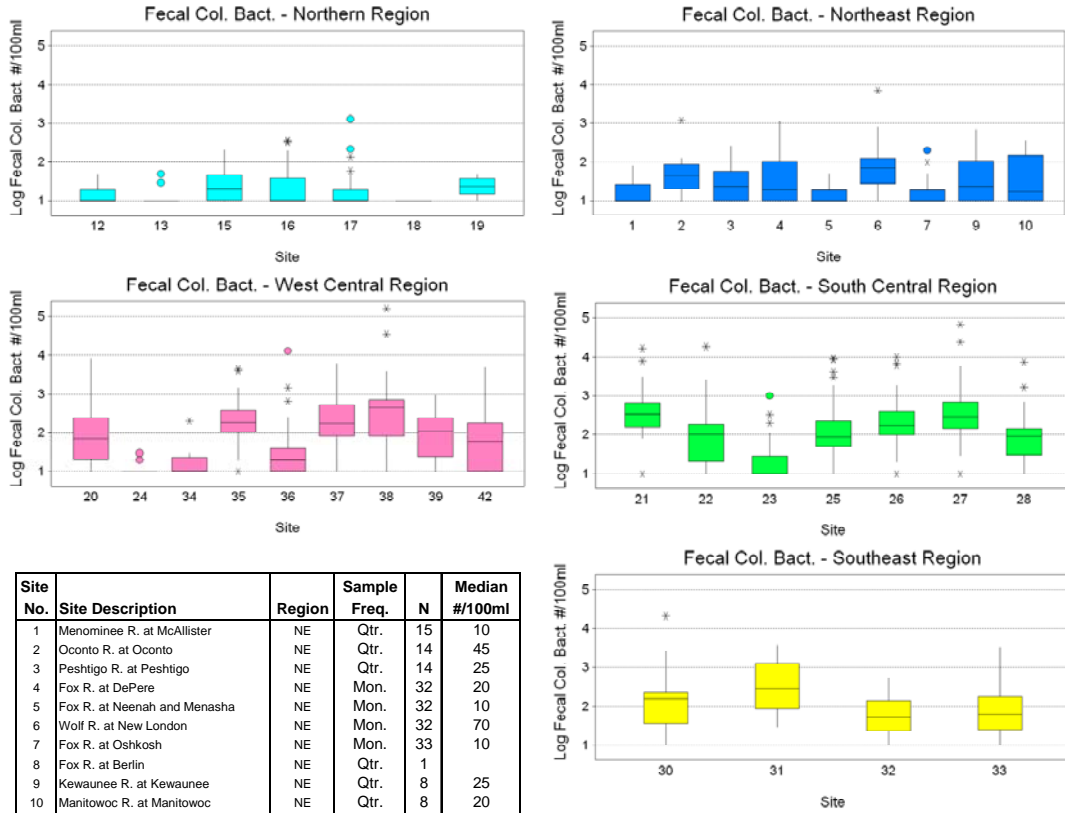 Fecal Col. Bact. - Northern Region
Log Fecal Col. Bact. #/100ml
5
4
3
2
1
12 13 15 16 17 18 19
Site
Fecal Col. Bact. - Northeast Region
Log Fecal Col. Bact. #/100ml
5
4
3
2
1
1 2 3 4 5 6 7 9 10
Site
Fecal Col. Bact. - West Central Region
Log Fecal Col. Bact. #/100ml
5
4
3
2
1
20 24 34 35 36 37 38 39 42
Site
Fecal Col. Bact. - South Central Region
Log Fecal Col. Bact. #/100ml
5
4
3
2
1
21 22 23 25 26 27 28
Site
Site No. Site Description Region Sample Freq. N Median #/100ml
1 Menominee R. at McAllister NE Qtr. 15 10
2 Oconto R. at Oconto NE Qtr. 14 45
3 Peshtigo R. at Peshtigo NE Qtr. 14 25
4 Fox R. at DePere NE Mon. 32 20
5 Fox R. at Neenah and Menasha NE Mon. 32 10
6 Wolf R. at New London NE Mon. 32 70
7 Fox R. at Oshkosh NE Mon. 33 10
8 Fox R. at Berlin NE Qtr. 1
9 Kewaunee R. at Kewaunee NE Qtr. 8 25
10 Manitowoc R. at Manitowoc NE Qtr. 8 20
Fecal Col. Bact. - Southeast Region
Log Fecal Col. Bact. #/100ml
5
4
3
2
1
30 31 32 33
Site